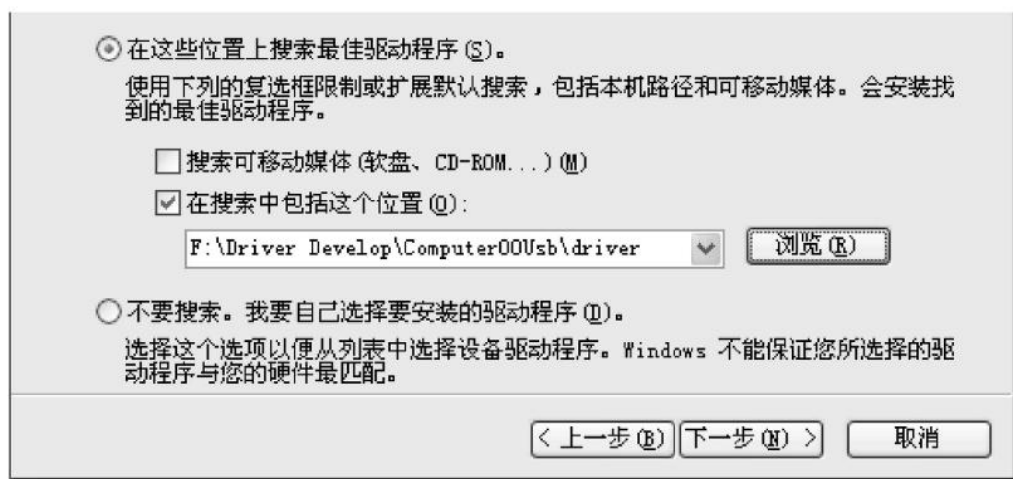 在这些位置上搜索最佳驱动程序(S)。
使用下列的复选框限制或扩展默认搜索，包括本机路径和可移动媒体。会安装找
到的最佳驱动程序。
搜索可移动媒体(软盘、CD-ROM...)(M)
在搜索中包括这个位置(O):
F:\Driver Develop\Computer00Usb\driver
浏览(R)
不要搜索。我要自己选择要安装的驱动程序(D)。
选择这个选项以便从列表中选择设备驱动程序。Windows 不能保证您所选择的驱
动程序与您的硬件最匹配。
< 上一步(B) 下一步(N) > 取消